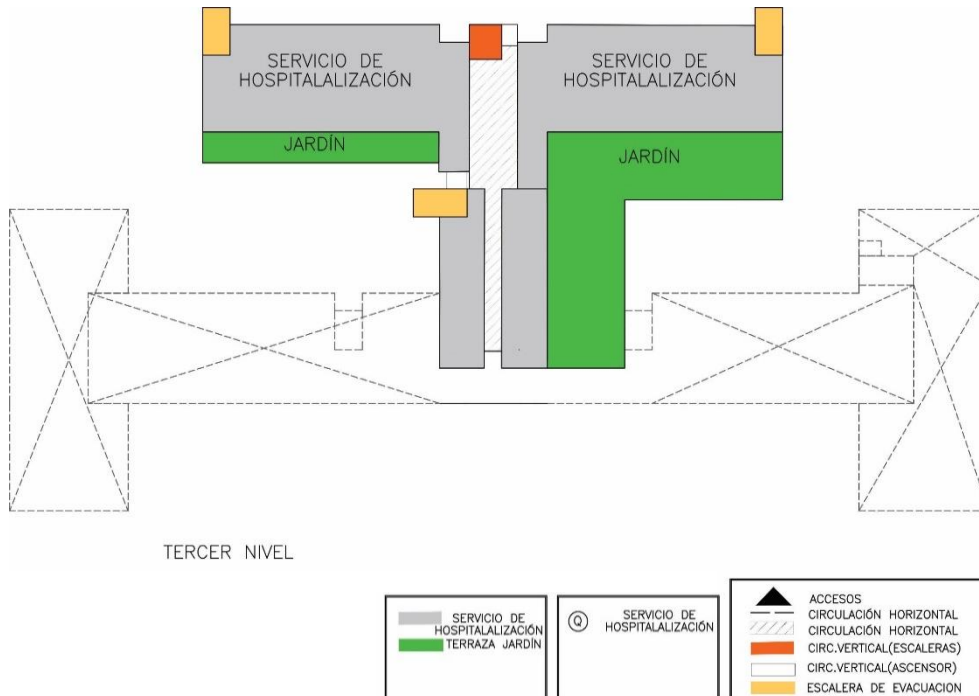 SERVICIO DE
HOSPITALALIZACIÓN
SERVICIO DE
HOSPITALALIZACIÓN
JARDÍN
JARDÍN
TERCER NIVEL
SERVICIO DE
HOSPITALALIZACIÓN
TERRAZA JARDÍN
Q SERVICIO DE
HOSPITALALIZACIÓN
ACCESOS
CIRCULACIÓN HORIZONTAL
CIRCULACIÓN HORIZONTAL
CIRC.VERTICAL(ESCALERAS)
CIRC.VERTICAL(ASCENSOR)
ESCALERA DE EVACUACION